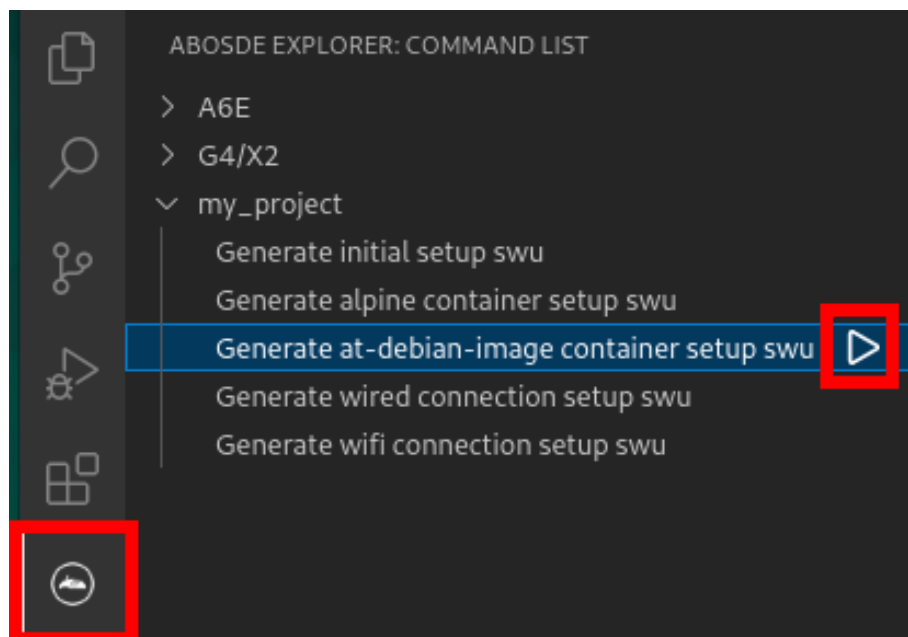 ABOSDE EXPLORER: COMMAND LIST
A6E
G4/X2
my_project
Generate initial setup swu
Generate alpine container setup swu
Generate at-debian-image container setup swu
Generate wired connection setup swu
Generate wifi connection setup swu